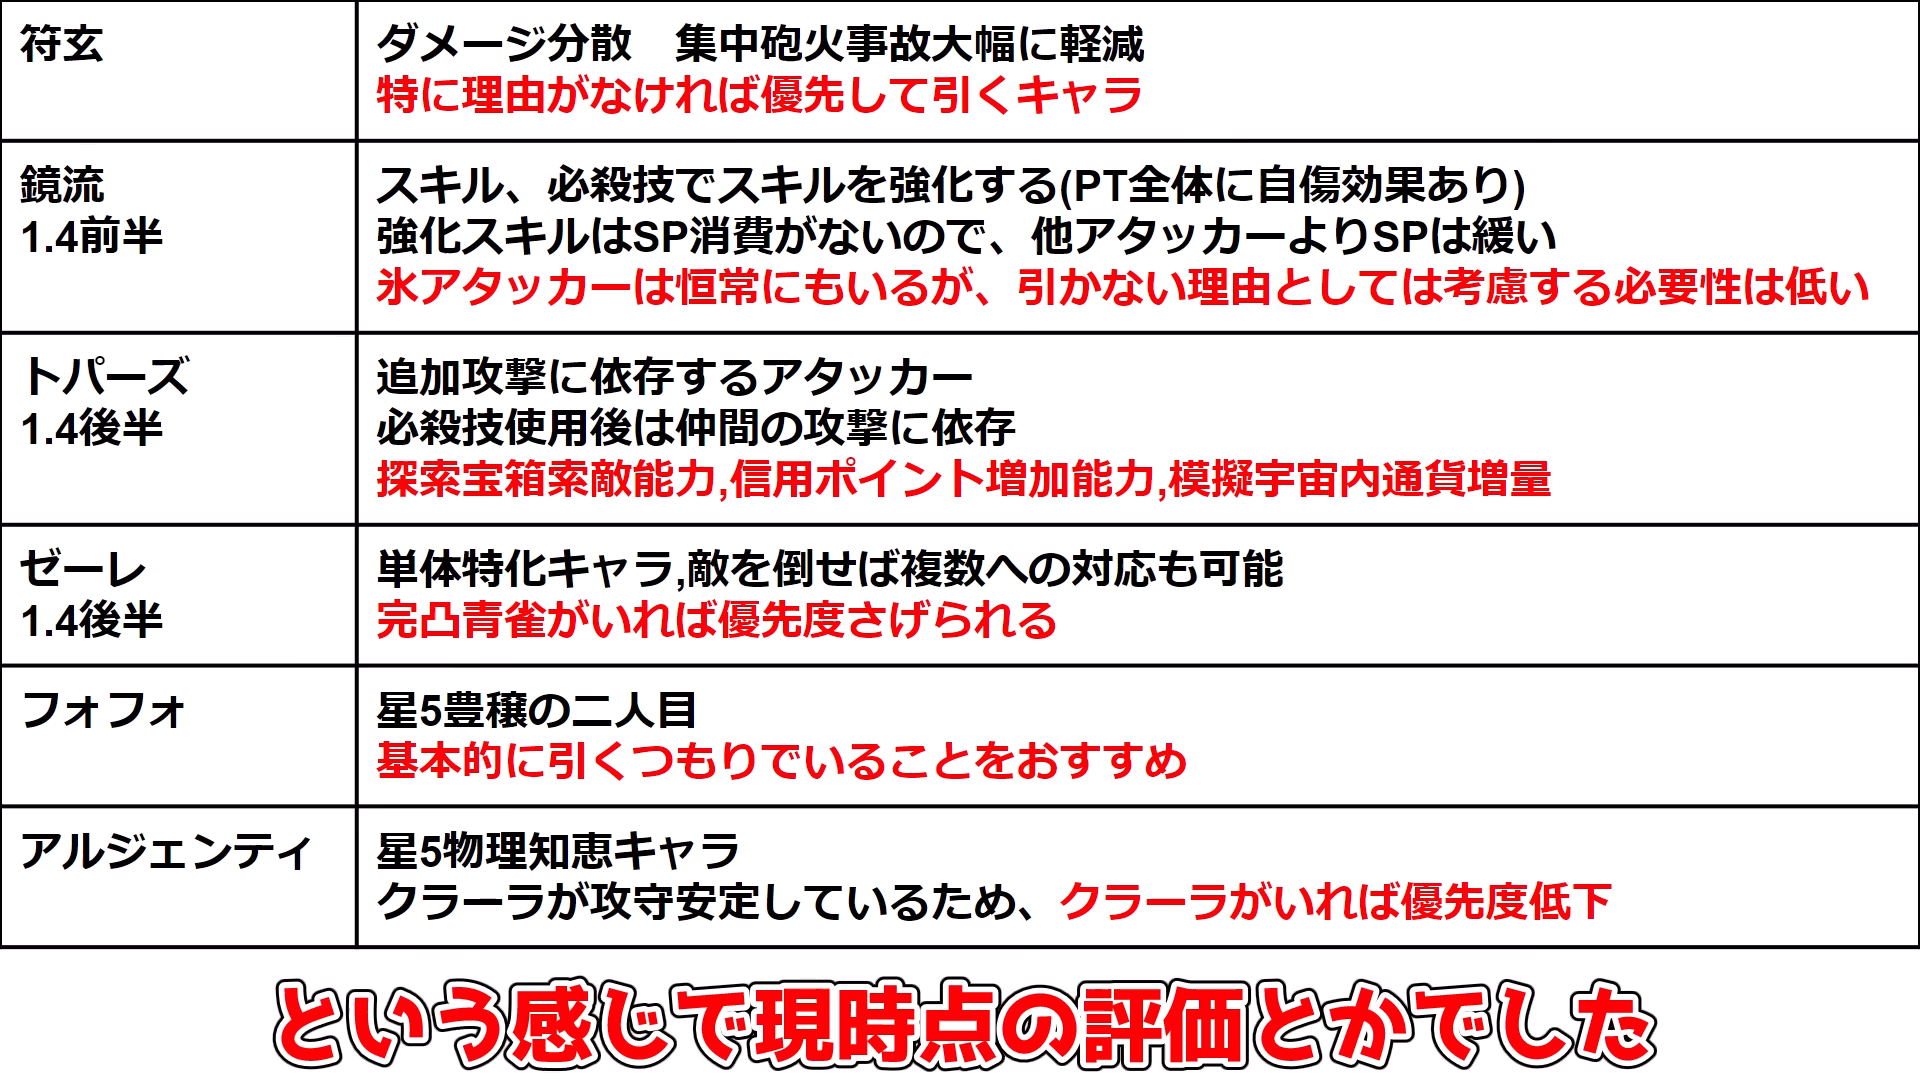 符玄
ダメージ分散　集中砲火事故大幅に軽減
特に理由がなければ優先して引くキャラ
鏡流
1.4前半
スキル、必殺技でスキルを強化する(PT全体に自傷効果あり)
強化スキルはSP消費がないので、他アタッカーよりSPは緩い
氷アタッカーは恒常にもいるが、引かない理由としては考慮する必要性は低い
トパーズ
1.4後半
追加攻撃に依存するアタッカー
必殺技使用後は仲間の攻撃に依存
探索宝箱索敵能力,信用ポイント増加能力,模擬宇宙内通貨増量
ゼーレ
1.4後半
単体特化キャラ,敵を倒せば複数への対応も可能
完凸青雀がいれば優先度さげられる
フォフォ
星5豊穣の二人目
基本的に引くつもりでいることをおすすめ
アルジェンティ
星5物理知恵キャラ
クラーラが攻守安定しているため、クラーラがいれば優先度低下
という感じで現時点の評価とかでした